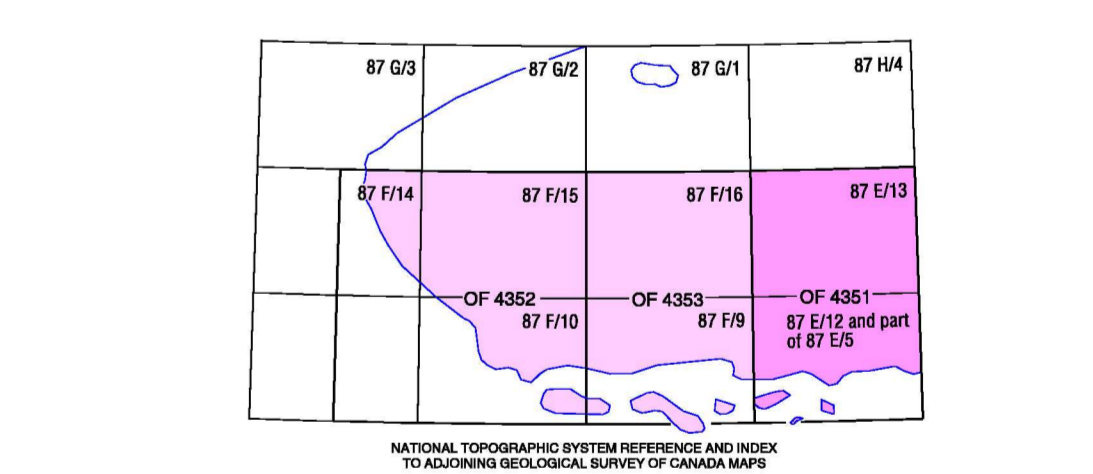 87 G/3
87 G/2
87 G/1
87 H/4
87 F/14
87 F/15
87 F/16
87 E/13
OF 4352
OF 4353
OF 4351
87 F/10
87 F/9
87 E/12 and part
of 87 E/5
NATIONAL TOPOGRAPHIC SYSTEM REFERENCE AND INDEX
TO ADJOINING GEOLOGICAL SURVEY OF CANADA MAPS